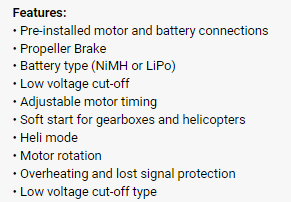 Features:
• Pre-installed motor and battery connections
• Propeller Brake
• Battery type (NiMH or LiPo)
• Low voltage cut-off
• Adjustable motor timing
• Soft start for gearboxes and helicopters
• Heli mode
• Motor rotation
• Overheating and lost signal protection
• Low voltage cut-off type